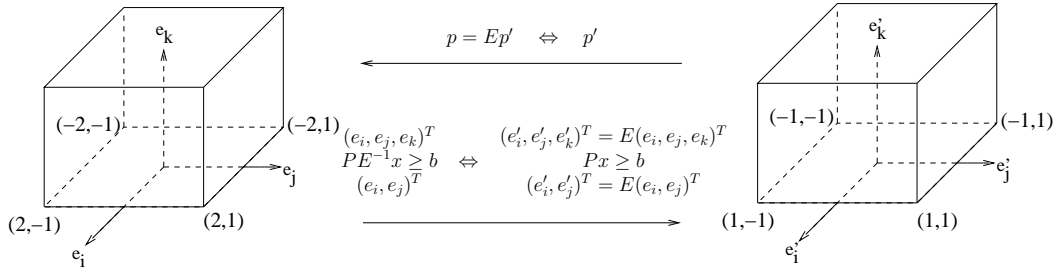 e_k
p = Ep′ ⇔ p′
e′_k
(−2,−1)
(−2,1)
(e_i, e_j, e_k)^T
(e′_i, e′_j, e′_k)^T = E(e_i, e_j, e_k)^T
PE^{−1}x ≥ b ⇔ Px ≥ b
(e_i, e_j)^T
(e′_i, e′_j)^T = E(e_i, e_j)^T
e_j
(−1,−1)
(−1,1)
e′_j
(2,−1)
(2,1)
e_i
(1,−1)
(1,1)
e′_i